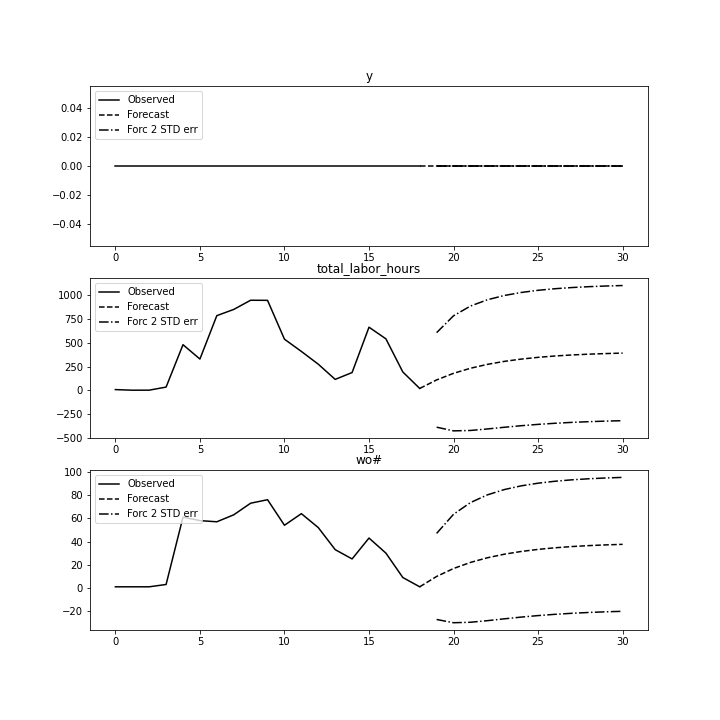 y
Observed
Forecast
Forc 2 STD err
0.04
0.02
0.00
−0.02
−0.04
0 5 10 15 20 25 30
total_labor_hours
Observed
Forecast
Forc 2 STD err
1000
750
500
250
0
−250
−500
0 5 10 15 20 25 30
wo#
Observed
Forecast
Forc 2 STD err
100
80
60
40
20
0
−20
0 5 10 15 20 25 30